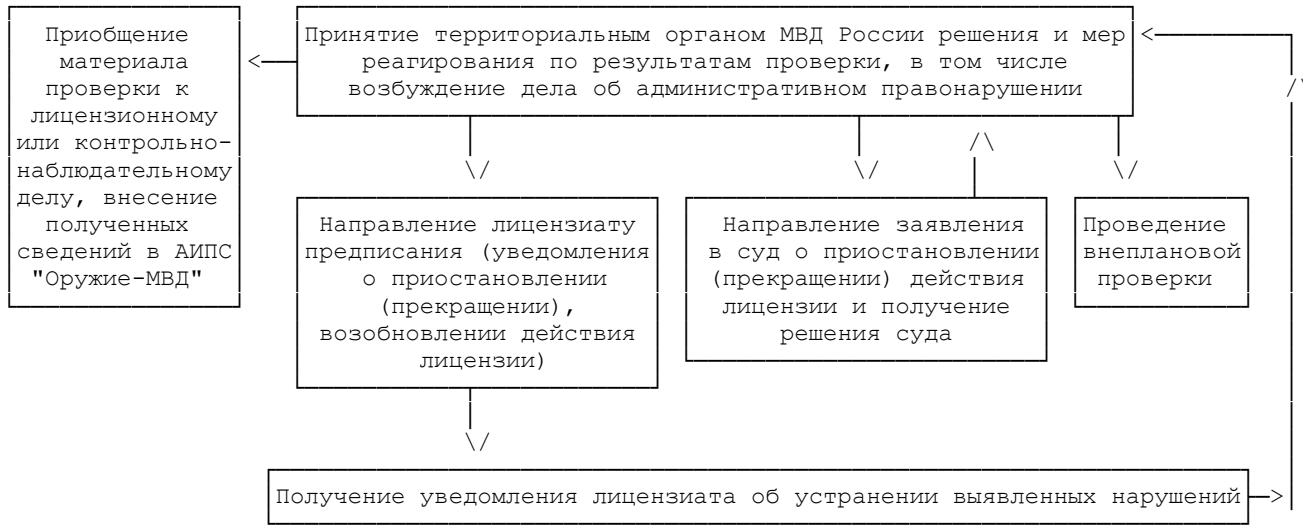 Приобщение
материала
проверки к
лицензионному
или контрольно-
наблюдательному
делу, внесение
полученных
сведений в АИПС
"Оружие-МВД"
Принятие территориальным органом МВД России решения и мер
реагирования по результатам проверки, в том числе
возбуждение дела об административном правонарушении
Направление лицензиату
предписания (уведомления
о приостановлении
(прекращении),
возобновлении действия
лицензии)
Направление заявления
в суд о приостановлении
(прекращении) действия
лицензии и получение
решения суда
Проведение
внеплановой
проверки
Получение уведомления лицензиата об устранении выявленных нарушений